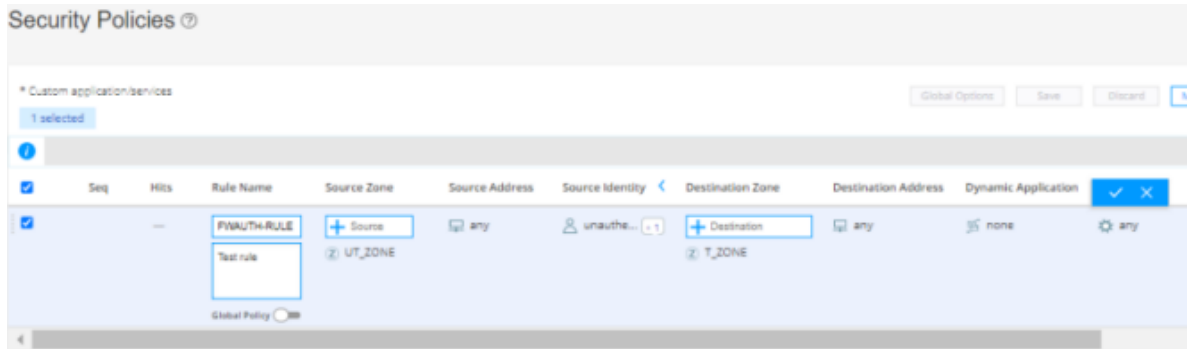 Security Policies ?
* Custom application/services
Global Options Save Discard
1 selected
Seq Hits Rule Name Source Zone Source Address Source Identity Destination Zone Destination Address Dynamic Application
— FWAUTH-RULE + Source any unauthe... + 1 + Destination any none any
Test rule Z UT_ZONE Z T_ZONE
Global Policy